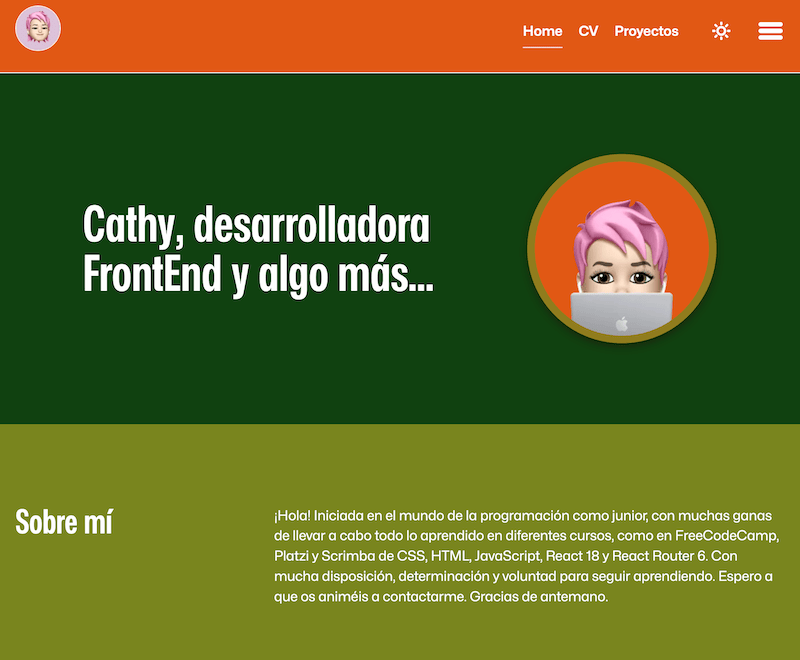 Home CV Proyectos
Cathy, desarrolladora
FrontEnd y algo más...
Sobre mí
¡Hola! Iniciada en el mundo de la programación como junior, con muchas ganas
de llevar a cabo todo lo aprendido en diferentes cursos, como en FreeCodeCamp,
Platzi y Scrimba de CSS, HTML, JavaScript, React 18 y React Router 6. Con
mucha disposición, determinación y voluntad para seguir aprendiendo. Espero a
que os animéis a contactarme. Gracias de antemano.